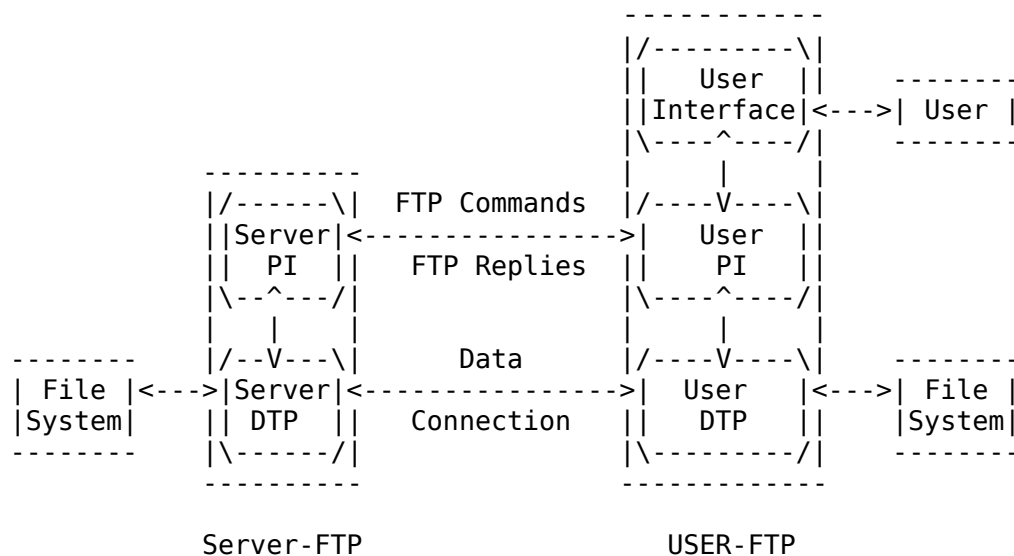 -----------
                                        |/---------\|
                                        ||   User   ||    --------
                                        ||Interface|<--->| User |
                                        |\----^----/|    --------
            ----------                  |     |     |
            |/------\|  FTP Commands  |/----V----\|
            ||Server|<---------------->|   User   ||
            ||  PI  ||   FTP Replies  ||    PI    ||
            |\--^---/|                |\----^----/|
            |   |    |                |     |     |
--------    |/--V---\|      Data      |/----V----\|    --------
| File |<--->|Server|<---------------->|  User   |<--->| File |
|System|    || DTP  ||   Connection   ||   DTP   ||    |System|
--------    |\------/|                |\---------/|    --------
            ----------                -------------

            Server-FTP                   USER-FTP